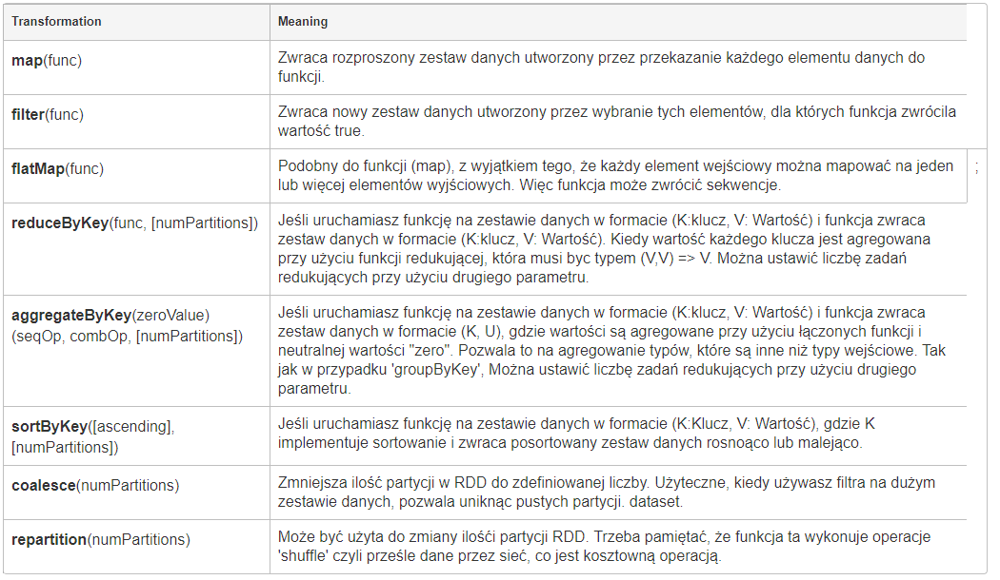 Transformation
Meaning
map(func)
Zwraca rozproszony zestaw danych utworzony przez przekazanie każdego elementu danych do
funkcji.
filter(func)
Zwraca nowy zestaw danych utworzony przez wybranie tych elementów, dla których funkcja zwrócila
wartość true.
flatMap(func)
Podobny do funkcji (map), z wyjątkiem tego, że każdy element wejściowy można mapować na jeden
lub więcej elementów wyjściowych. Więc funkcja może zwrócić sekwencje.
;
reduceByKey(func, [numPartitions])
Jeśli uruchamiasz funkcję na zestawie danych w formacie (K:klucz, V: Wartość) i funkcja zwraca
zestaw danych w formacie (K:klucz, V: Wartość). Kiedy wartość każdego klucza jest agregowana
przy użyciu funkcji redukującej, która musi byc typem (V,V) => V. Można ustawić liczbę zadań
redukujących przy użyciu drugiego parametru.
aggregateByKey(zeroValue)
(seqOp, combOp, [numPartitions])
Jeśli uruchamiasz funkcję na zestawie danych w formacie (K:klucz, V: Wartość) i funkcja zwraca
zestaw danych w formacie (K, U), gdzie wartości są agregowane przy użyciu łączonych funkcji i
neutralnej wartości "zero". Pozwala to na agregowanie typów, które są inne niż typy wejściowe. Tak
jak w przypadku 'groupByKey', Można ustawić liczbę zadań redukujących przy użyciu drugiego
parametru.
sortByKey([ascending],
[numPartitions])
Jeśli uruchamiasz funkcję na zestawie danych w formacie (K:Klucz, V: Wartość), gdzie K
implementuje sortowanie i zwraca posortowany zestaw danych rosnoąco lub malejąco.
coalesce(numPartitions)
Zmniejsza ilość partycji w RDD do zdefiniowanej liczby. Użyteczne, kiedy używasz filtra na dużym
zestawie danych, pozwala uniknąc pustych partycji. dataset.
repartition(numPartitions)
Może być użyta do zmiany ilośći partycji RDD. Trzeba pamiętać, że funkcja ta wykonuje operacje
'shuffle' czyli prześle dane przez sieć, co jest kosztowną operacją.